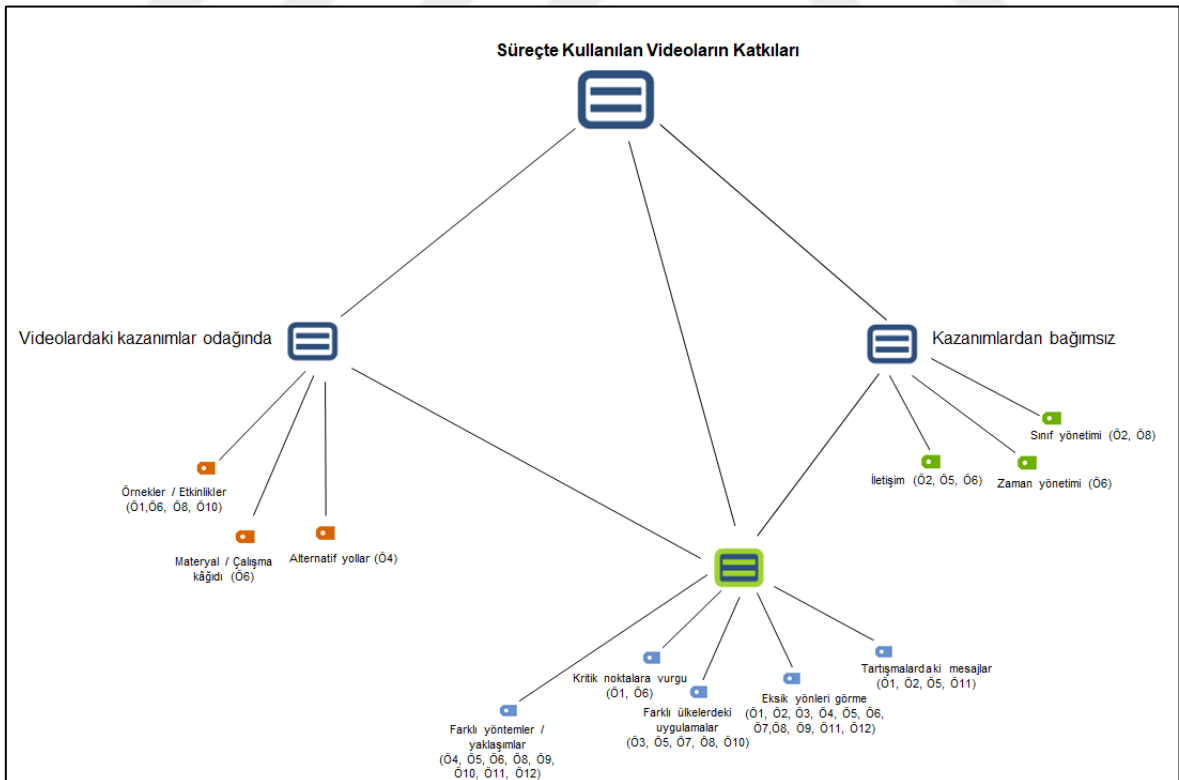 Süreçte Kullanılan Videoların Katkıları
Videolardaki kazanımlar odağında
Kazanımlardan bağımsız
Örnekler / Etkinlikler
(Ö1,Ö6, Ö8, Ö10)
Materyal / Çalışma
kâğıdı (Ö6)
Alternatif yollar (Ö4)
Sınıf yönetimi (Ö2, Ö8)
İletişim (Ö2, Ö5, Ö6)
Zaman yönetimi (Ö6)
Farklı yöntemler /
yaklaşımlar
(Ö4, Ö5, Ö6, Ö8, Ö9,
Ö10, Ö11, Ö12)
Kritik noktalara vurgu
(Ö1, Ö6)
Farklı ülkelerdeki
uygulamalar
(Ö3, Ö5, Ö7, Ö8, Ö10)
Eksik yönleri görme
(Ö1, Ö2, Ö3, Ö4, Ö5, Ö6,
Ö7,Ö8, Ö9, Ö11, Ö12)
Tartışmalardaki mesajlar
(Ö1, Ö2, Ö5, Ö11)